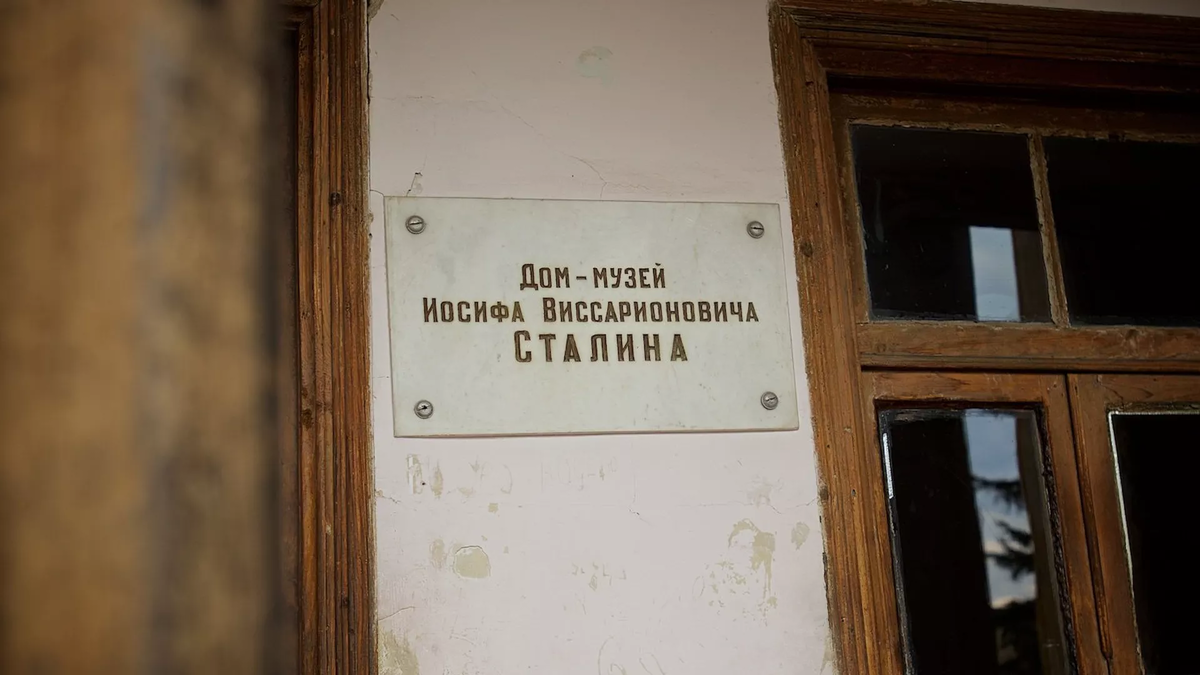 Дом-музей
Иосифа Виссарионовича
Сталина